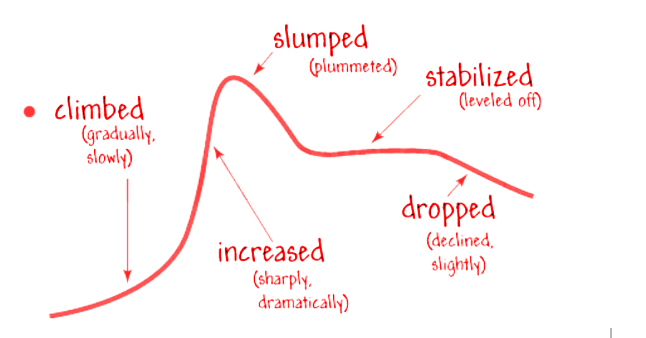 slumped
(plummeted)
stabilized
(leveled off)
climbed
(gradually,
slowly)
dropped
(declined,
slightly)
increased
(sharply,
dramatically)